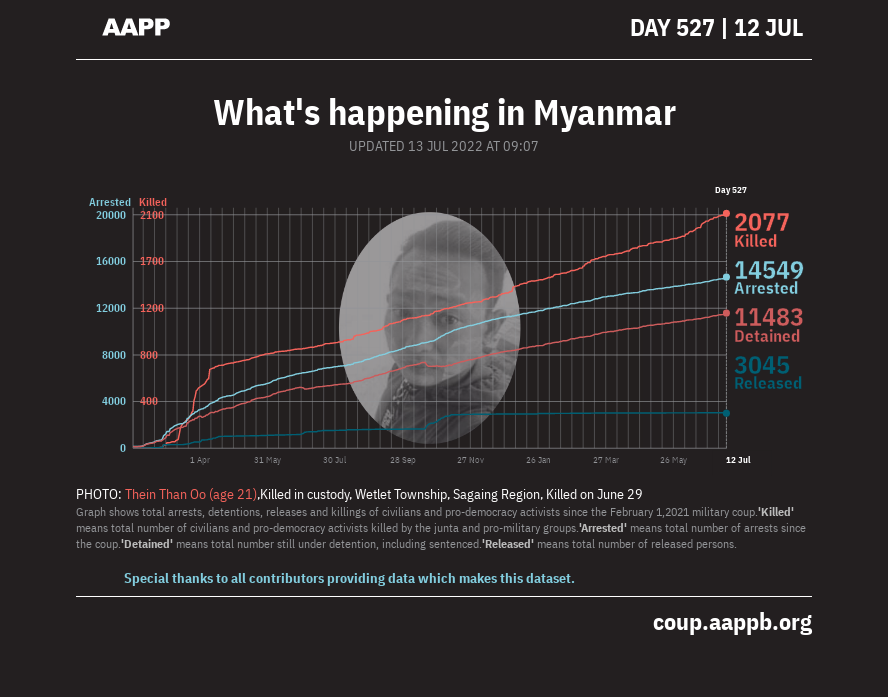 AAPP
DAY 527 | 12 JUL
What's happening in Myanmar
UPDATED 13 JUL 2022 AT 09:07
Day 527
Arrested Killed
20000 2100
16000 1700
12000 1200
8000 800
4000 400
0
2077
Killed
14549
Arrested
11483
Detained
3045
Released
1 Apr 31 May 30 Jul 28 Sep 27 Nov 26 Jan 27 Mar 26 May 12 Jul
PHOTO: Thein Than Oo (age 21),Killed in custody, Wetlet Township, Sagaing Region, Killed on June 29
Graph shows total arrests, detentions, releases and killings of civilians and pro-democracy activists since the February 1,2021 military coup.'Killed'
means total number of civilians and pro-democracy activists killed by the junta and pro-military groups.'Arrested' means total number of arrests since
the coup.'Detained' means total number still under detention, including sentenced.'Released' means total number of released persons.
Special thanks to all contributors providing data which makes this dataset.
coup.aappb.org